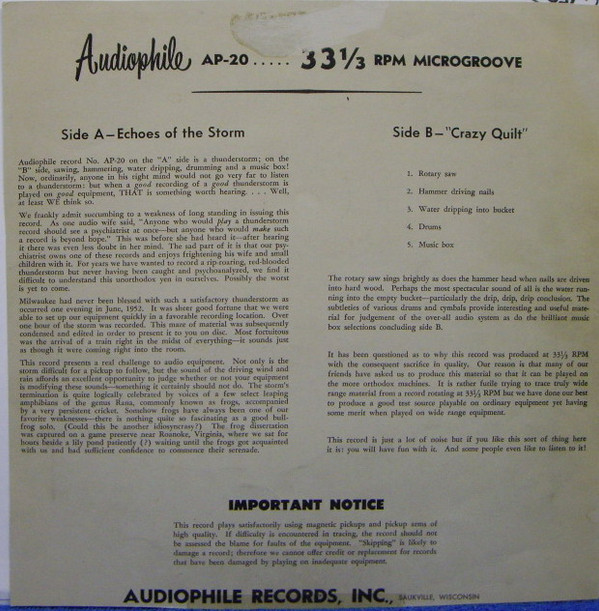 Audiophile AP-20 ..... 33 1/3 RPM MICROGROOVE
Side A—Echoes of the Storm
Audiophile record No. AP-20 on the "A" side is a thunderstorm; on the
"B" side, sawing, hammering, water dripping, drumming and a music box!
Now, ordinarily, anyone in his right mind would not go very far to listen
to a thunderstorm: but when a good recording of a good thunderstorm is
played on good equipment, THAT is something worth hearing. . . . Well,
at least WE think so.
We frankly admit succumbing to a weakness of long standing in issuing this
record. As one audio wife said, "Anyone who would play a thunderstorm
record should see a psychiatrist at once—but anyone who would make such
a record is beyond hope." This was before she had heard it—after hearing
it there was even less doubt in her mind. The sad part of it is that our psy-
chiatrist owns one of these records and enjoys frightening his wife and small
children with it. For years we have wanted to record a rip-roaring, red-blooded
thunderstorm but never having been caught and psychoanalyzed, we find it
difficult to understand this unorthodox yen in ourselves. Possibly the worst
is yet to come.
Milwaukee had never been blessed with such a satisfactory thunderstorm as
occurred one evening in June, 1952. It was sheer good fortune that we were
able to set up our equipment quickly in a favorable recording location. Over
one hour of the storm was recorded. This maze of material was subsequently
condensed and edited in order to present it to you on disc. Most fortuitous
was the arrival of a train right in the midst of everything—it sounds just
as though it were coming right into the room.
This record presents a real challenge to audio equipment. Not only is the
storm difficult for a pickup to follow, but the sound of the driving wind and
rain affords an excellent opportunity to judge whether or not your equipment
is modifying these sounds—something it certainly should not do. The storm's
termination is quite logically celebrated by voices of a few select leaping
amphibians of the genus Rana, commonly known as frogs, accompanied
by a very persistent cricket. Somehow frogs have always been one of our
favorite weaknesses—there is nothing quite so fascinating as a good bull-
frog solo. (Could this be another idiosyncrasy?) The frog dissertation
was captured on a game preserve near Roanoke, Virginia, where we sat for
hours beside a lily pond patiently (?) waiting until the frogs got acquainted
with us and had sufficient confidence to commence their serenade.
Side B—"Crazy Quilt"
1. Rotary saw
2. Hammer driving nails
3. Water dripping into bucket
4. Drums
5. Music box
The rotary saw sings brightly as does the hammer head when nails are driven
into hard wood. Perhaps the most spectacular sound of all is the water run-
ning into the empty bucket—particularly the drip, drip, drip conclusion. The
subtleties of various drums and cymbals provide interesting and useful mate-
rial for judgement of the over-all audio system as do the brilliant music
box selections concluding side B.
It has been questioned as to why this record was produced at 33⅓ RPM
with the consequent sacrifice in quality. Our reason is that many of our
friends have asked us to produce this material so that it can be played on
the more orthodox machines. It is rather futile trying to trace truly wide
range material from a record rotating at 33⅓ RPM but we have done our best
to produce a good test source playable on ordinary equipment yet having
some merit when played on wide range equipment.
This record is just a lot of noise but if you like this sort of thing here
it is: you will have fun with it. And some people even like to listen to it!
IMPORTANT NOTICE
This record plays satisfactorily using magnetic pickups and pickup arms of
high quality. If difficulty is encountered in tracing, the record should not
be assessed the blame for faults of the equipment. "Skipping" is likely to
damage a record; therefore we cannot offer credit or replacement for records
that have been damaged by playing on inadequate equipment.
AUDIOPHILE RECORDS, INC., SAUKVILLE, WISCONSIN